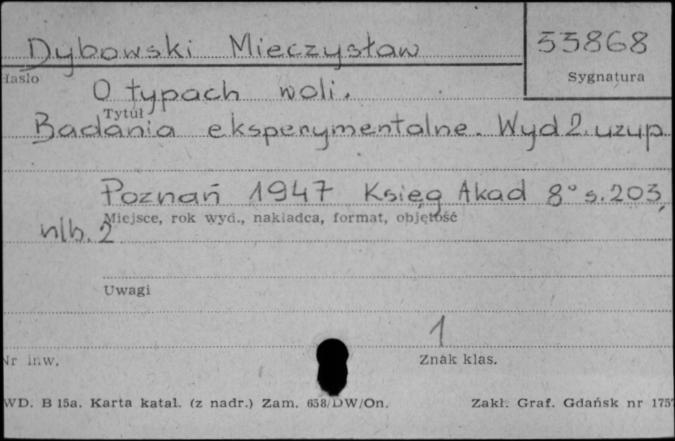 Dybowski Mieczysław 53868
Hasło Sygnatura
O typach woli.
Tytuł
Badania eksperymentalne. Wyd 2. uzup.
Poznań 1947 Księg Akad 8° s. 203,
Miejsce, rok wyd., nakładca, format, objętość
nlb. 2
Uwagi
1
Nr inw. Znak klas.
WD. B 15a. Karta katal. (z nadr.) Zam. 658/DW/On. Zakł. Graf. Gdańsk nr 1757